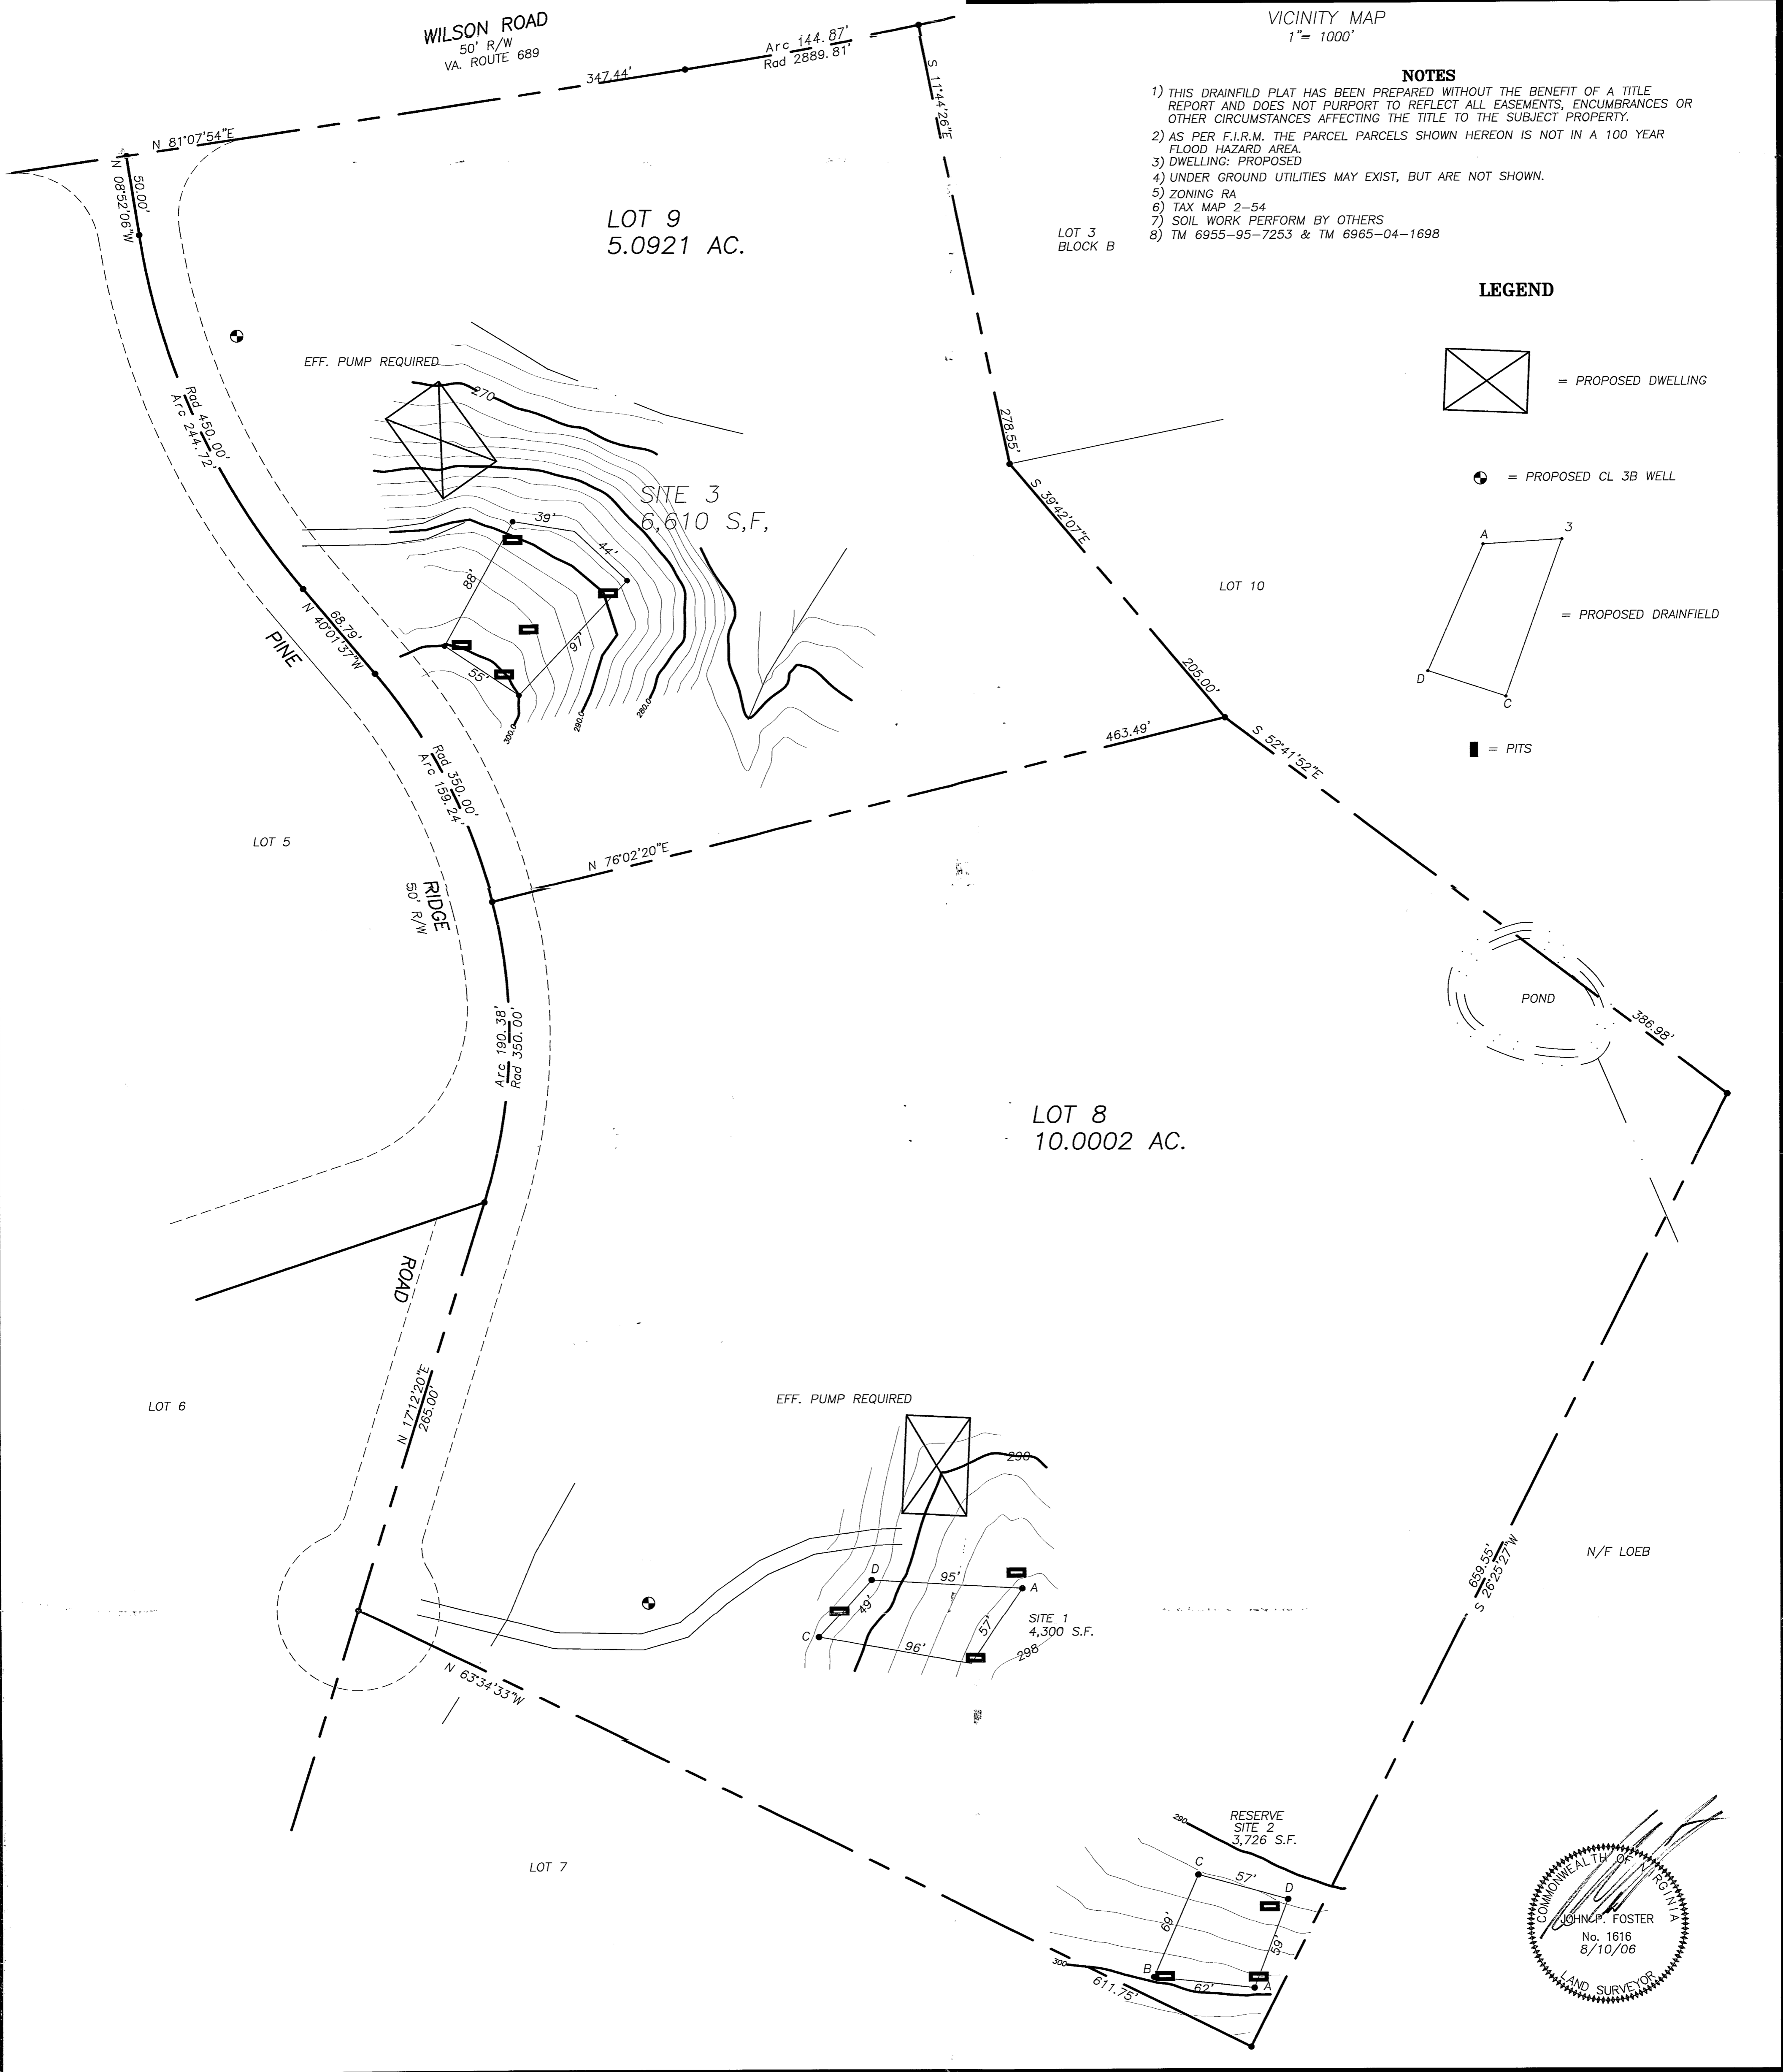 WILSON ROAD
50' R/W
VA. ROUTE 689
Arc 144.87'
Rad 2889.81'
347.44'
N 81°07'54"E
VICINITY MAP
1"= 1000'
NOTES
1) THIS DRAINFILD PLAT HAS BEEN PREPARED WITHOUT THE BENEFIT OF A TITLE
REPORT AND DOES NOT PURPORT TO REFLECT ALL EASEMENTS, ENCUMBRANCES OR
OTHER CIRCUMSTANCES AFFECTING THE TITLE TO THE SUBJECT PROPERTY.
2) AS PER F.I.R.M. THE PARCEL PARCELS SHOWN HEREON IS NOT IN A 100 YEAR
FLOOD HAZARD AREA.
3) DWELLING: PROPOSED
4) UNDER GROUND UTILITIES MAY EXIST, BUT ARE NOT SHOWN.
5) ZONING RA
6) TAX MAP 2-54
7) SOIL WORK PERFORM BY OTHERS
8) TM 6955-95-7253 & TM 6965-04-1698
LEGEND
= PROPOSED DWELLING
= PROPOSED CL 3B WELL
A
3
= PROPOSED DRAINFIELD
D
C
= PITS
S 11°44'26"E
278.55'
LOT 3
BLOCK B
50.00'
N 08°52'06"W
LOT 9
5.0921 AC.
EFF. PUMP REQUIRED
270
Rad 450.00'
Arc 244.72'
SITE 3
6,610 S,F,
39'
44'
88'
97'
55'
300.0
290.0
280.0
S 39°42'07"E
205.00'
LOT 10
68.79'
N 40°01'37"W
PINE
Rad 350.00'
Arc 159.24'
463.49'
N 76°02'20"E
S 52°41'52"E
386.98'
LOT 5
RIDGE
50' R/W
POND
Arc 190.38'
Rad 350.00'
LOT 8
10.0002 AC.
ROAD
N 17°12'20"E
265.00'
LOT 6
EFF. PUMP REQUIRED
298
D
95'
A
49'
57'
C
96'
SITE 1
4,300 S.F.
298
659.55'
S 26°25'27"W
N/F LOEB
N 63°34'33"W
611.75'
LOT 7
290
RESERVE
SITE 2
3,726 S.F.
C
57'
D
69'
59'
B
62'
A
300
COMMONWEALTH OF VIRGINIA
JOHN P. FOSTER
No. 1616
8/10/06
LAND SURVEYOR